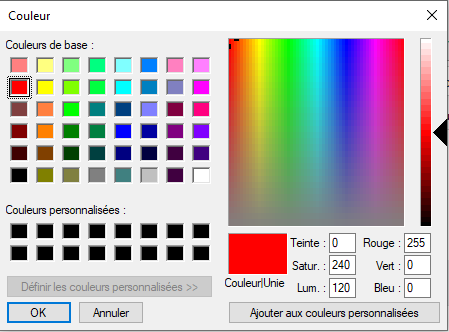 Couleur
Couleurs de base :
Couleurs personnalisées :
Définir les couleurs personnalisées >>
OK
Annuler
Couleur|Unie
Teinte : 0
Satur. : 240
Lum. : 120
Rouge : 255
Vert : 0
Bleu : 0
Ajouter aux couleurs personnalisées